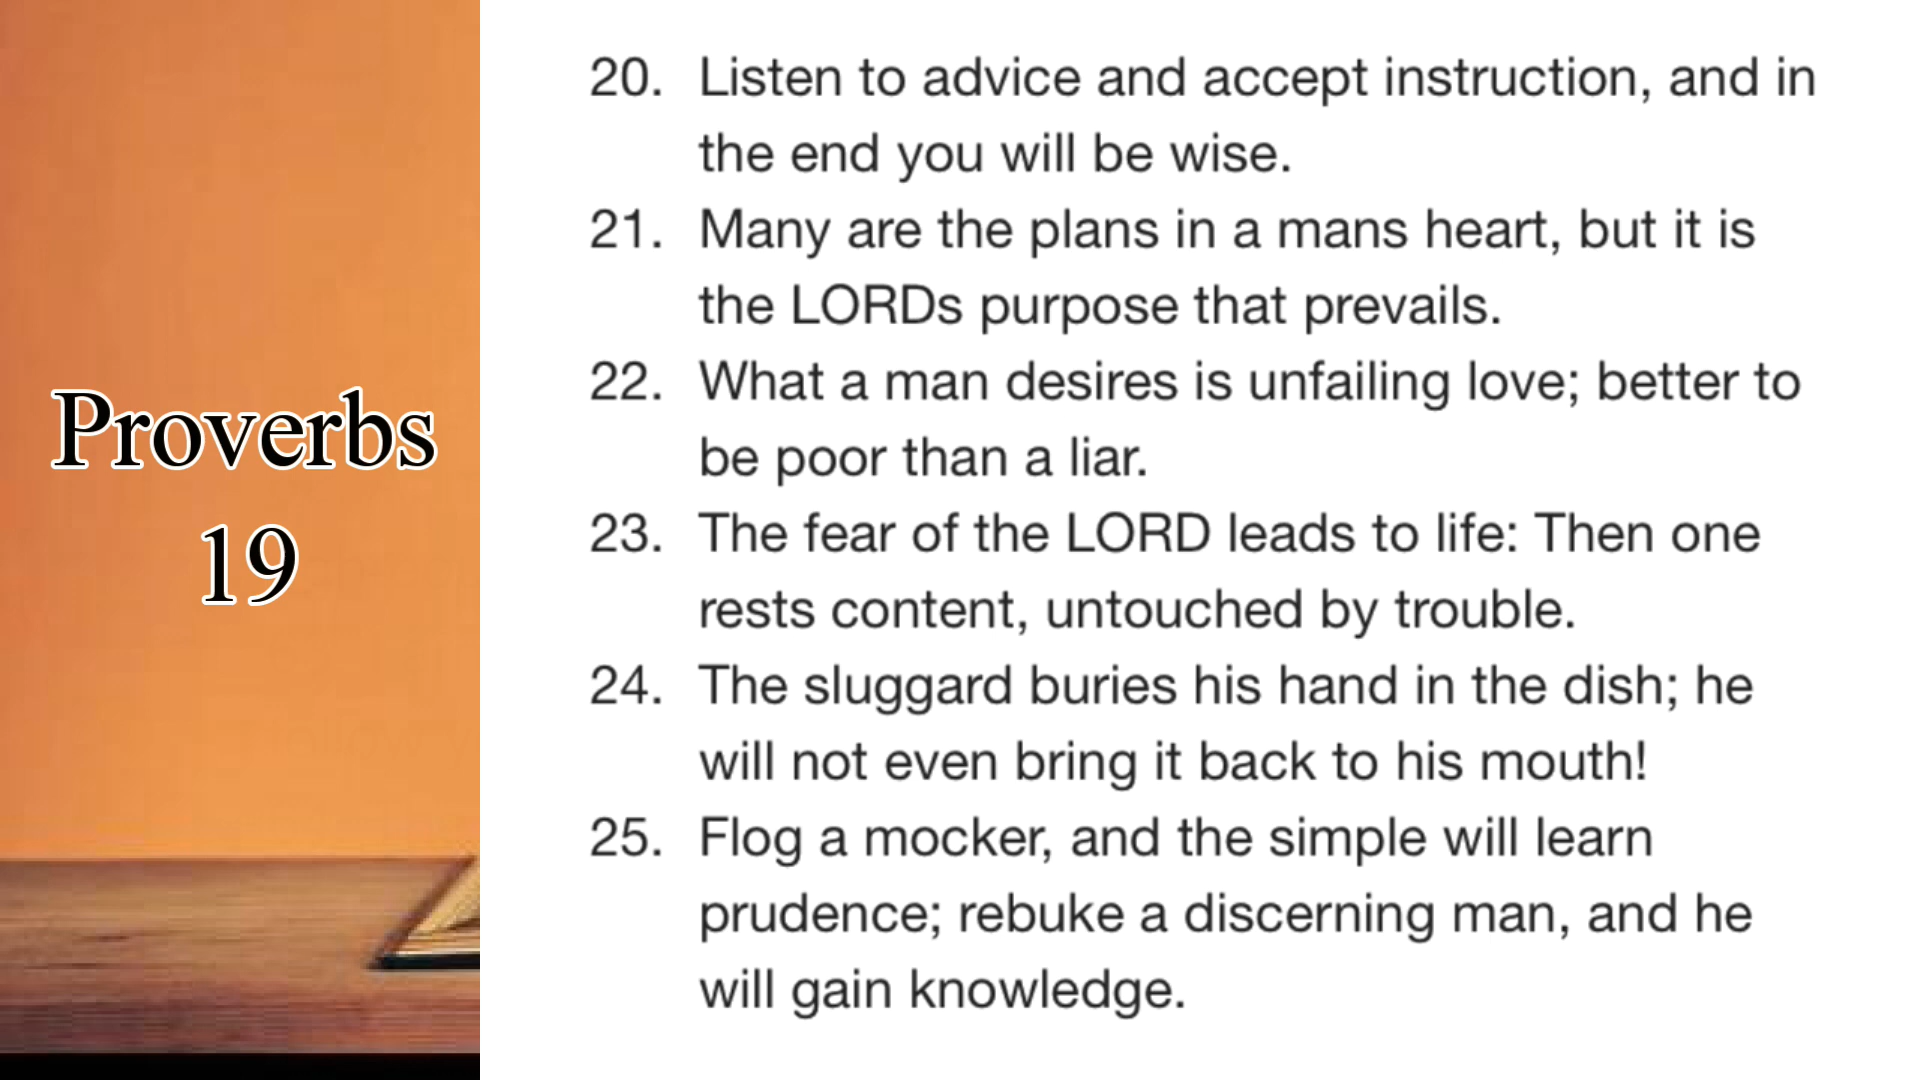 Proverbs
19
20. Listen to advice and accept instruction, and in
the end you will be wise.
21. Many are the plans in a mans heart, but it is
the LORDs purpose that prevails.
22. What a man desires is unfailing love; better to
be poor than a liar.
23. The fear of the LORD leads to life: Then one
rests content, untouched by trouble.
24. The sluggard buries his hand in the dish; he
will not even bring it back to his mouth!
25. Flog a mocker, and the simple will learn
prudence; rebuke a discerning man, and he
will gain knowledge.